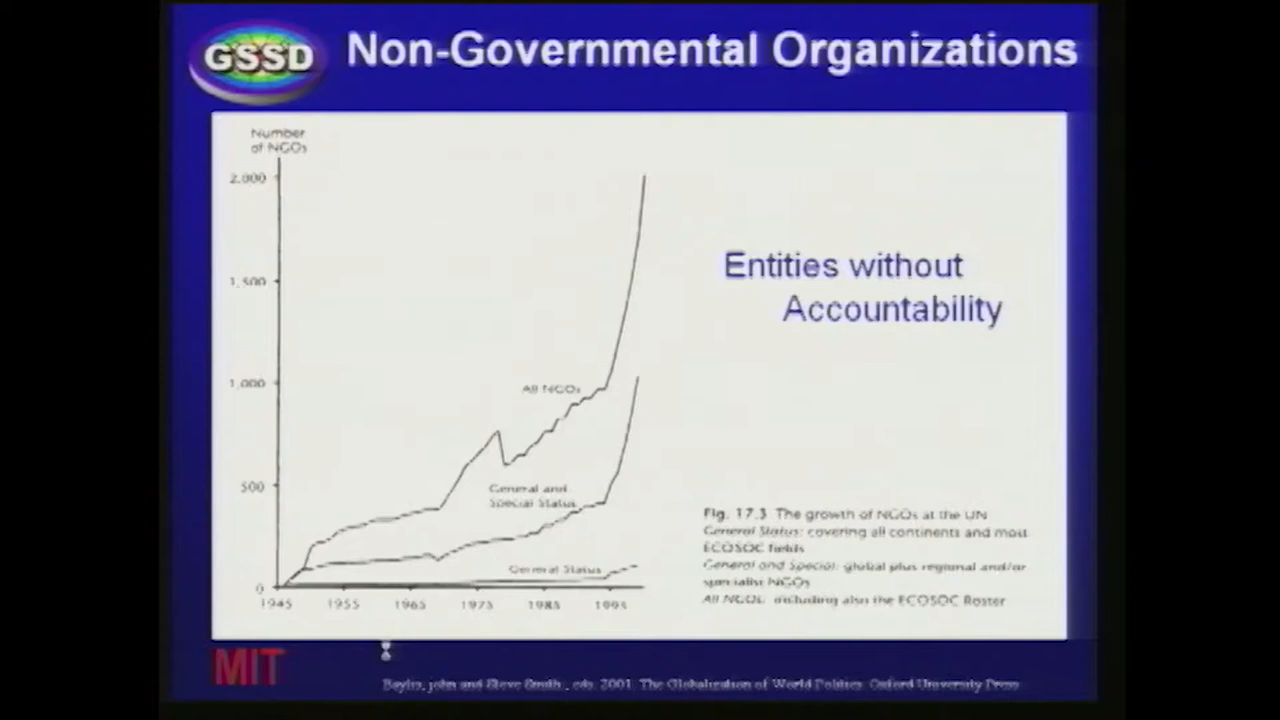 GSSD
Non-Governmental Organizations
Number
of NGOs
2,000
1,500
1,000
500
0
1945 1955 1965 1975 1985 1995
All NGOs
General and
Special Status
General Status
Entities without
Accountability
Fig. 17.3 The growth of NGOs at the UN
General Status: covering all continents and most
ECOSOC fields
General and Special: global plus regional and/or
specialist NGOs
All NGOs: including also the ECOSOC Roster
MIT
Baylis, john and Steve Smith , eds. 2001. The Globalization of World Politics. Oxford University Press